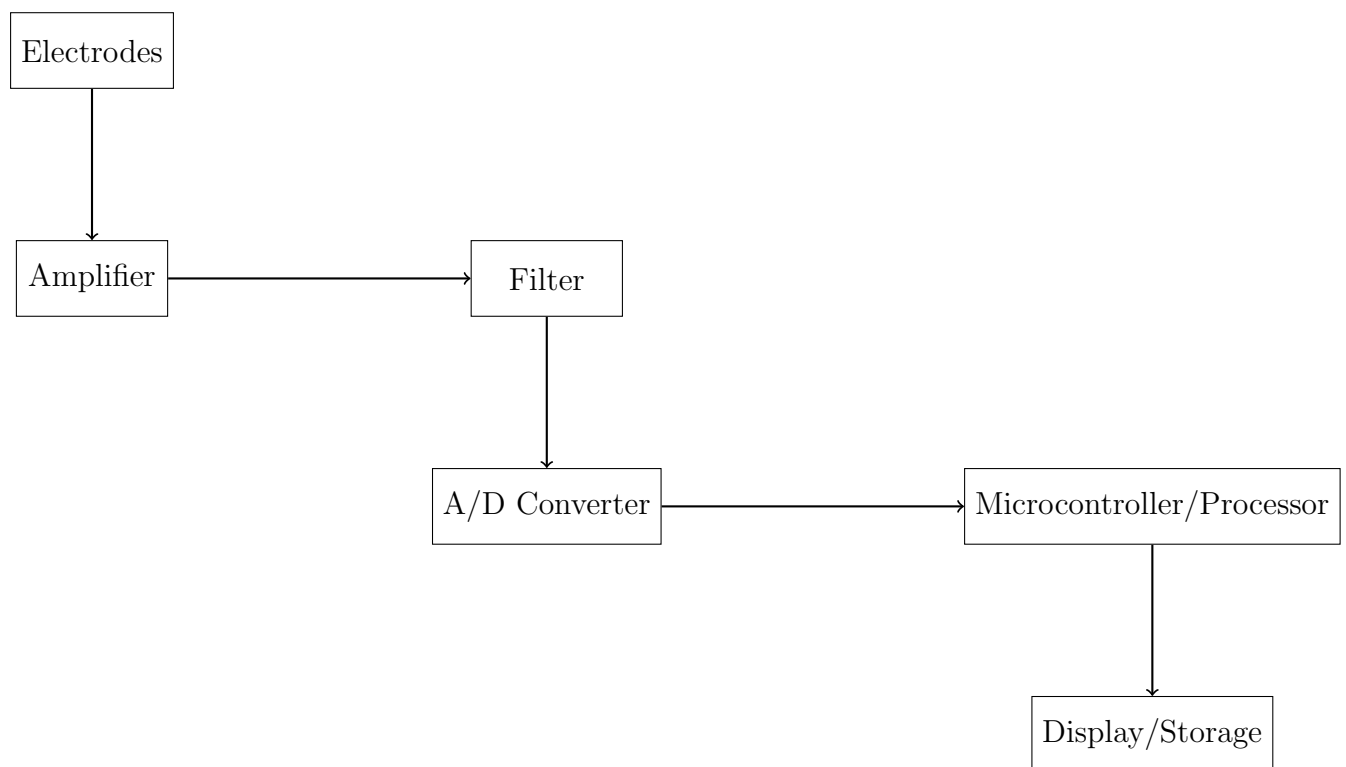 Electrodes
Amplifier
Filter
A/D Converter
Microcontroller/Processor
Display/Storage